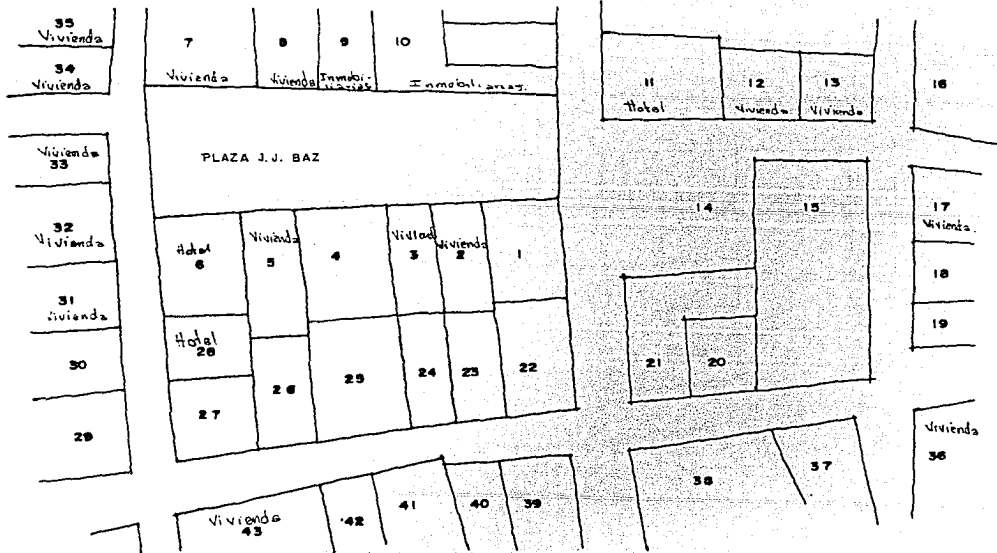 35
Vivienda
34
Vivienda
7
Vivienda
8
Vivienda
9
Inmobi-
liarias
10
Inmobiliarias.
11
Hotel
12
Vivienda
13
Vivienda
16
Vivienda
33
PLAZA J.J. BAZ
32
Vivienda
31
Vivienda
30
29
Hotel
6
Vivienda
5
4
3
Vivienda
2
1
14
15
17
Vivienda.
18
19
Hotel
28
27
26
25
24
23
22
21
20
Vivienda
36
Vivienda
43
42
41
40
39
38
37